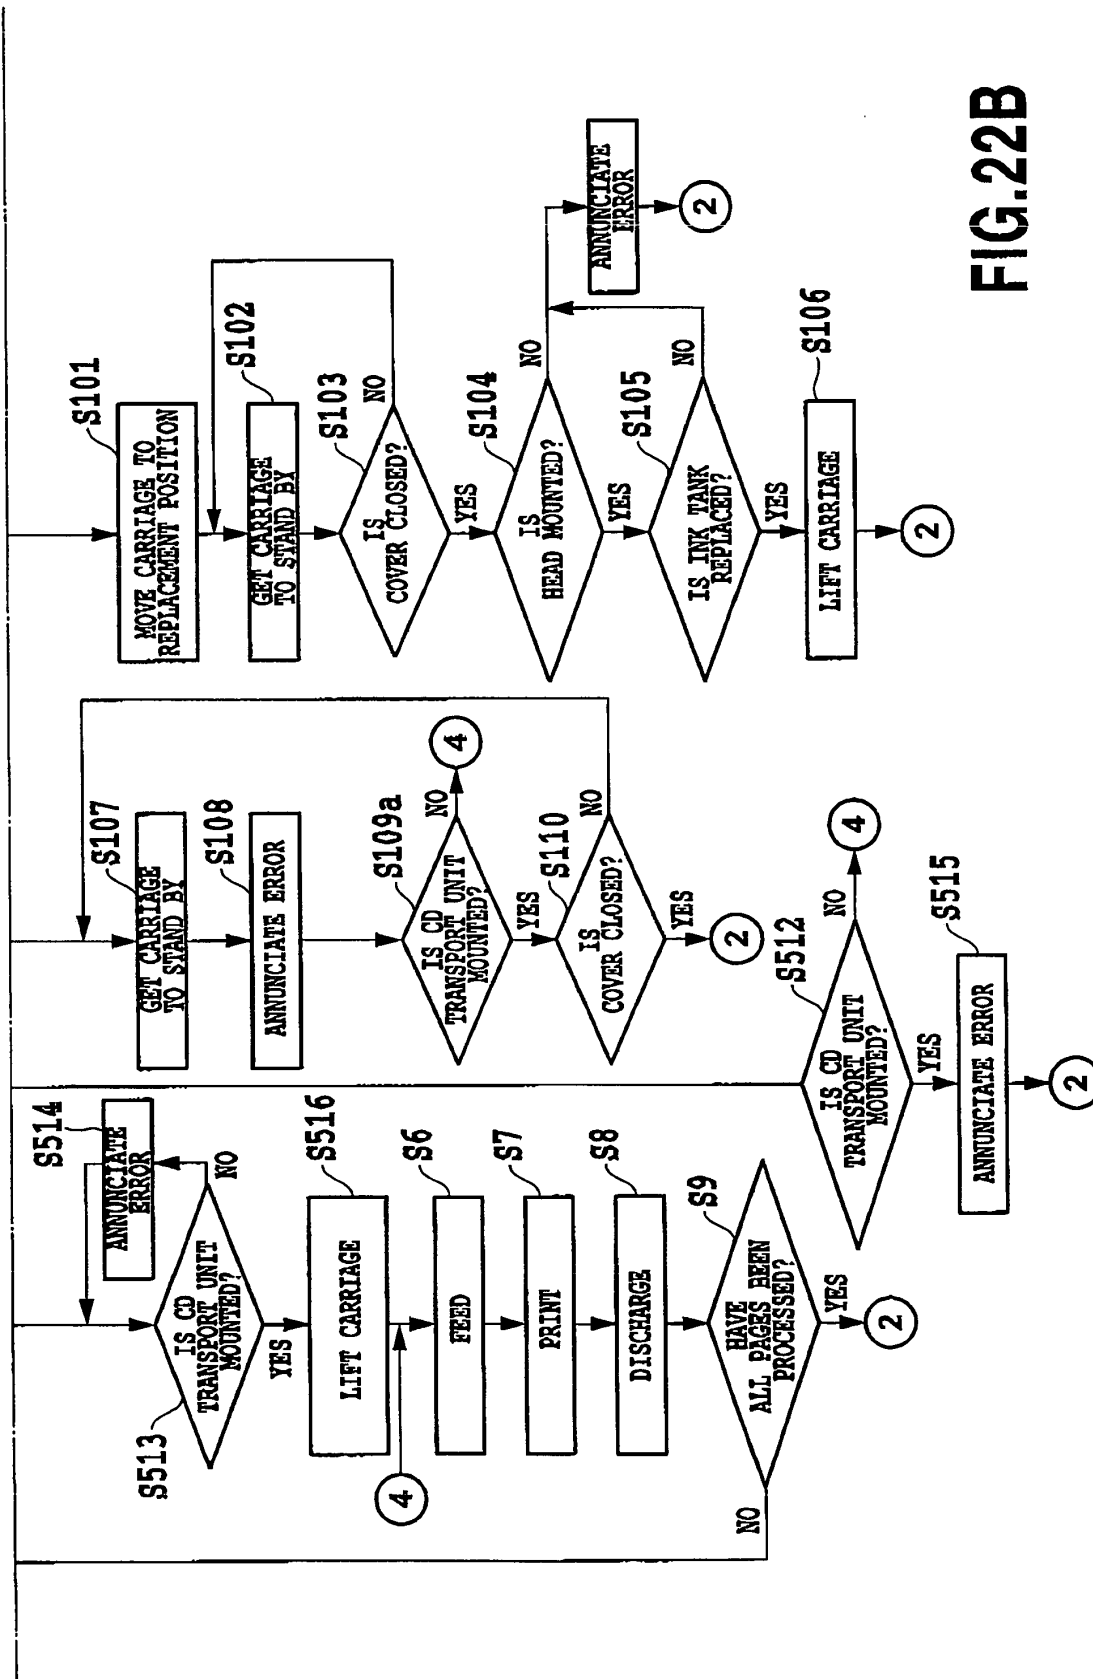 S513
IS CD
TRANSPORT UNIT
MOUNTED?
NO
S514
ANNUNCIATE
ERROR
YES
S516
LIFT CARRIAGE
4
S6
FEED
S7
PRINT
S8
DISCHARGE
S9
HAVE
ALL PAGES BEEN
PROCESSED?
NO
YES
2
S107
GET CARRIAGE
TO STAND BY
S108
ANNUNCIATE ERROR
S109a
IS CD
TRANSPORT UNIT
MOUNTED?
NO
4
YES
S110
IS
COVER CLOSED?
NO
YES
2
S512
IS CD
TRANSPORT UNIT
MOUNTED?
NO
4
YES
S515
ANNUNCIATE ERROR
2
S101
MOVE CARRIAGE TO
REPLACEMENT POSITION
S102
GET CARRIAGE
TO STAND BY
S103
IS
COVER CLOSED?
NO
YES
S104
IS
HEAD MOUNTED?
NO
ANNUNCIATE
ERROR
2
YES
S105
IS INK TANK
REPLACED?
NO
YES
S106
LIFT CARRIAGE
2
FIG.22B